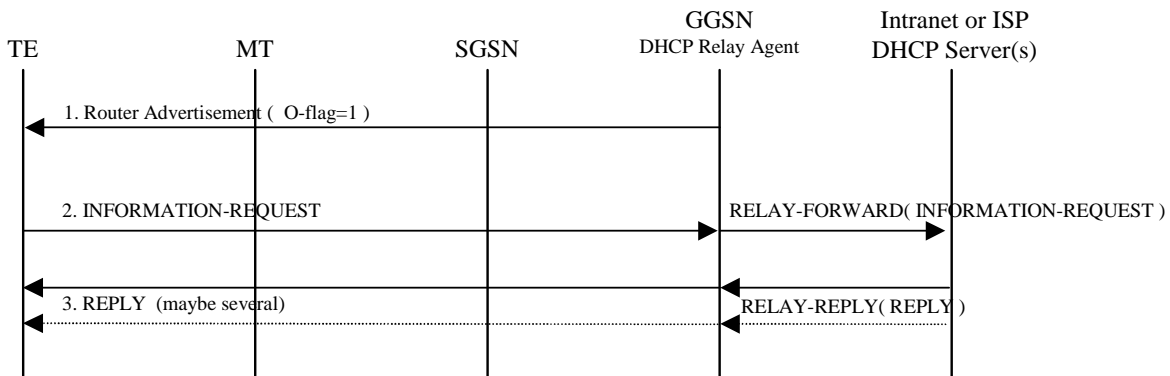 GGSN
Intranet or ISP
TE
MT
SGSN
DHCP Relay Agent
DHCP Server(s)
1. Router Advertisement ( O-flag=1 )
2. INFORMATION-REQUEST
RELAY-FORWARD( INFORMATION-REQUEST )
3. REPLY (maybe several)
RELAY-REPLY( REPLY )